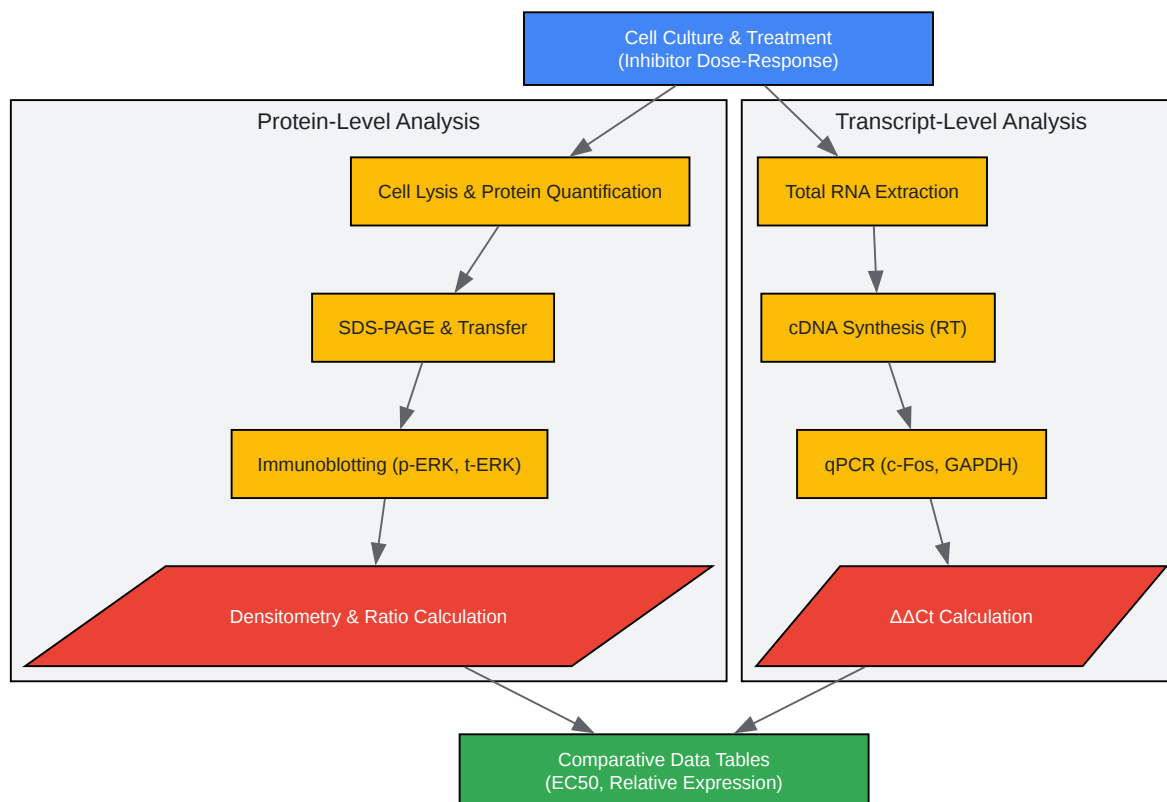 Cell Culture & Treatment
(Inhibitor Dose-Response)
Protein-Level Analysis
Cell Lysis & Protein Quantification
SDS-PAGE & Transfer
Immunoblotting (p-ERK, t-ERK)
Densitometry & Ratio Calculation
Transcript-Level Analysis
Total RNA Extraction
cDNA Synthesis (RT)
qPCR (c-Fos, GAPDH)
ΔΔCt Calculation
Comparative Data Tables
(EC50, Relative Expression)